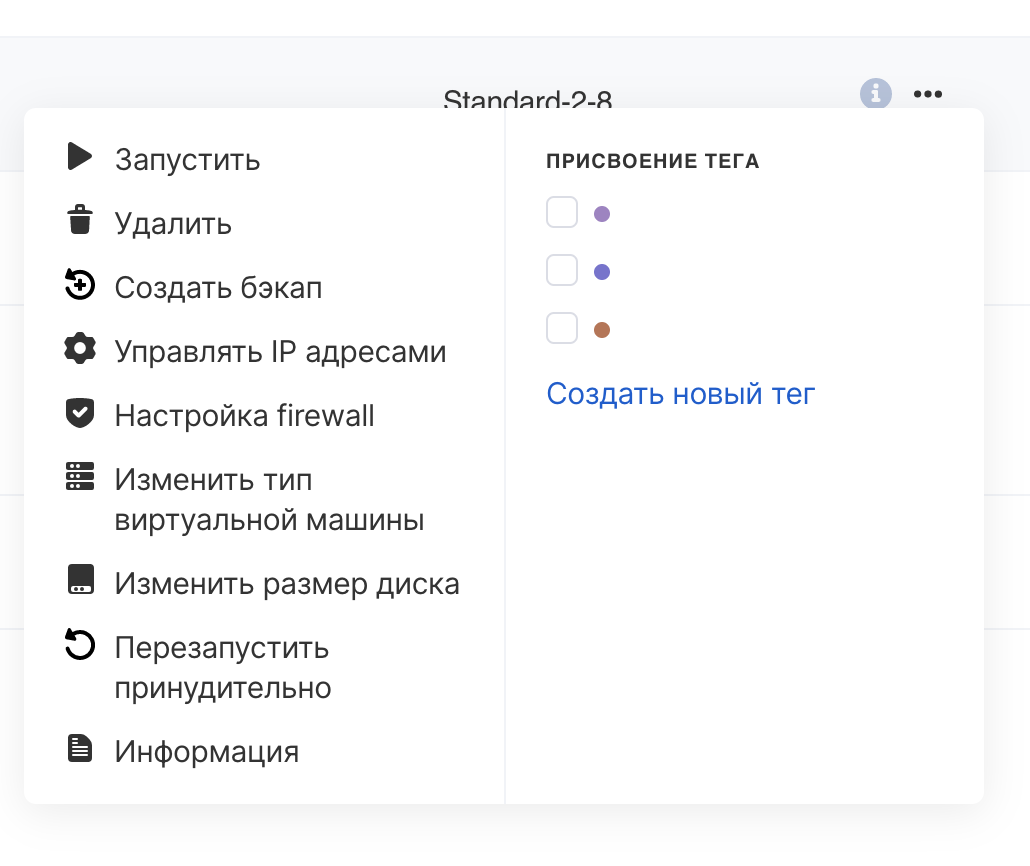 Standard-2-8
Запустить
Удалить
Создать бэкап
Управлять IP адресами
Настройка firewall
Изменить тип
виртуальной машины
Изменить размер диска
Перезапустить
принудительно
Информация
ПРИСВОЕНИЕ ТЕГА
Создать новый тег